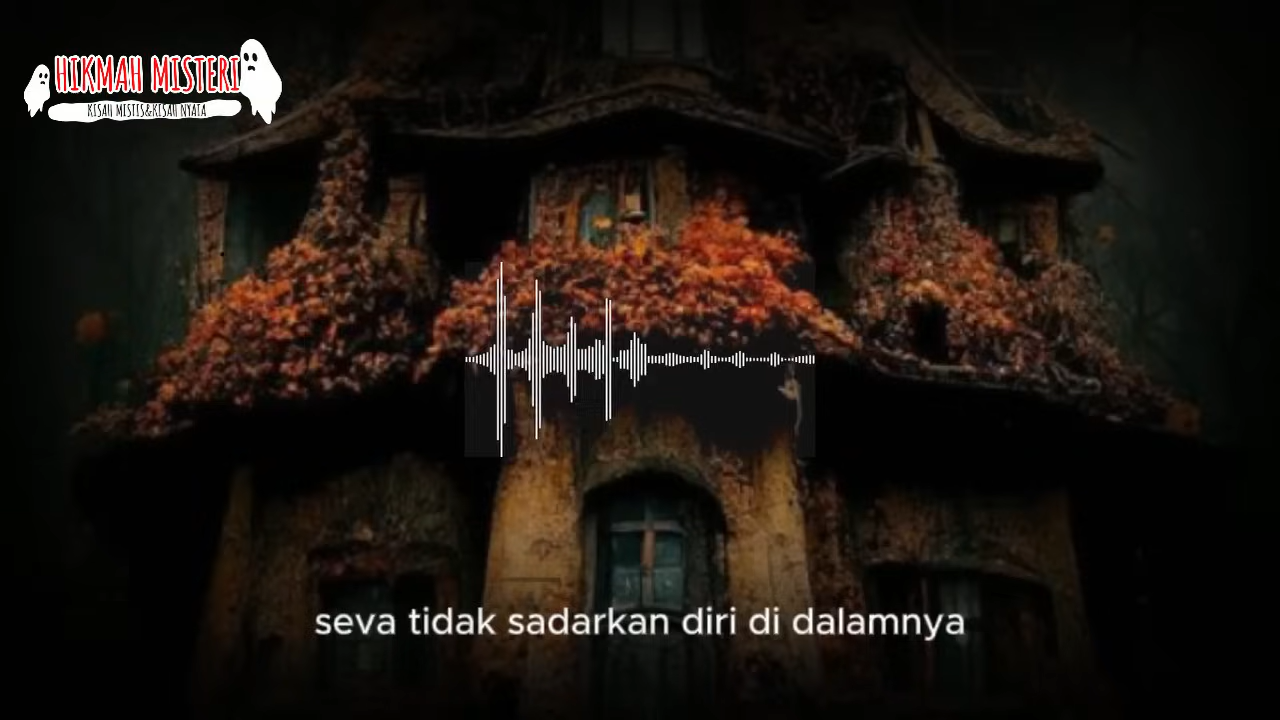 HIKMAH MISTERI
KISAH MISTIS&KISAH NYATA
seva tidak sadarkan diri di dalamnya